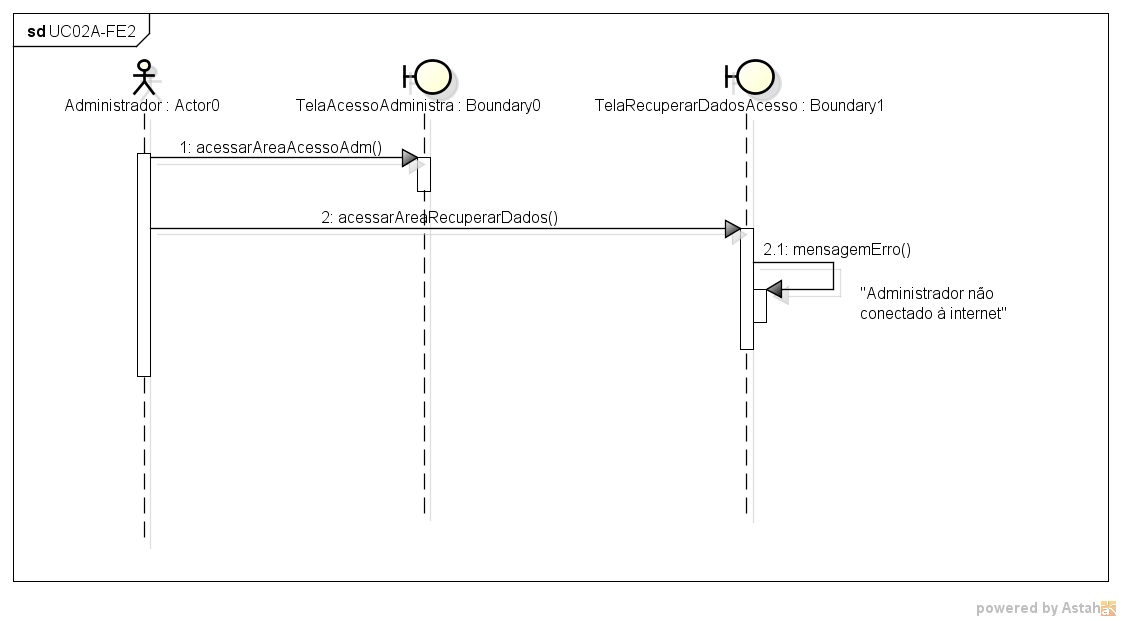 sd UC02A-FE2
Administrador : Actor0
TelaAcessoAdministra : Boundary0
TelaRecuperarDadosAcesso : Boundary1
1: acessarAreaAcessoAdm()
2: acessarAreaRecuperarDados()
2.1: mensagemErro()
"Administrador não
conectado à internet"
powered by Astah